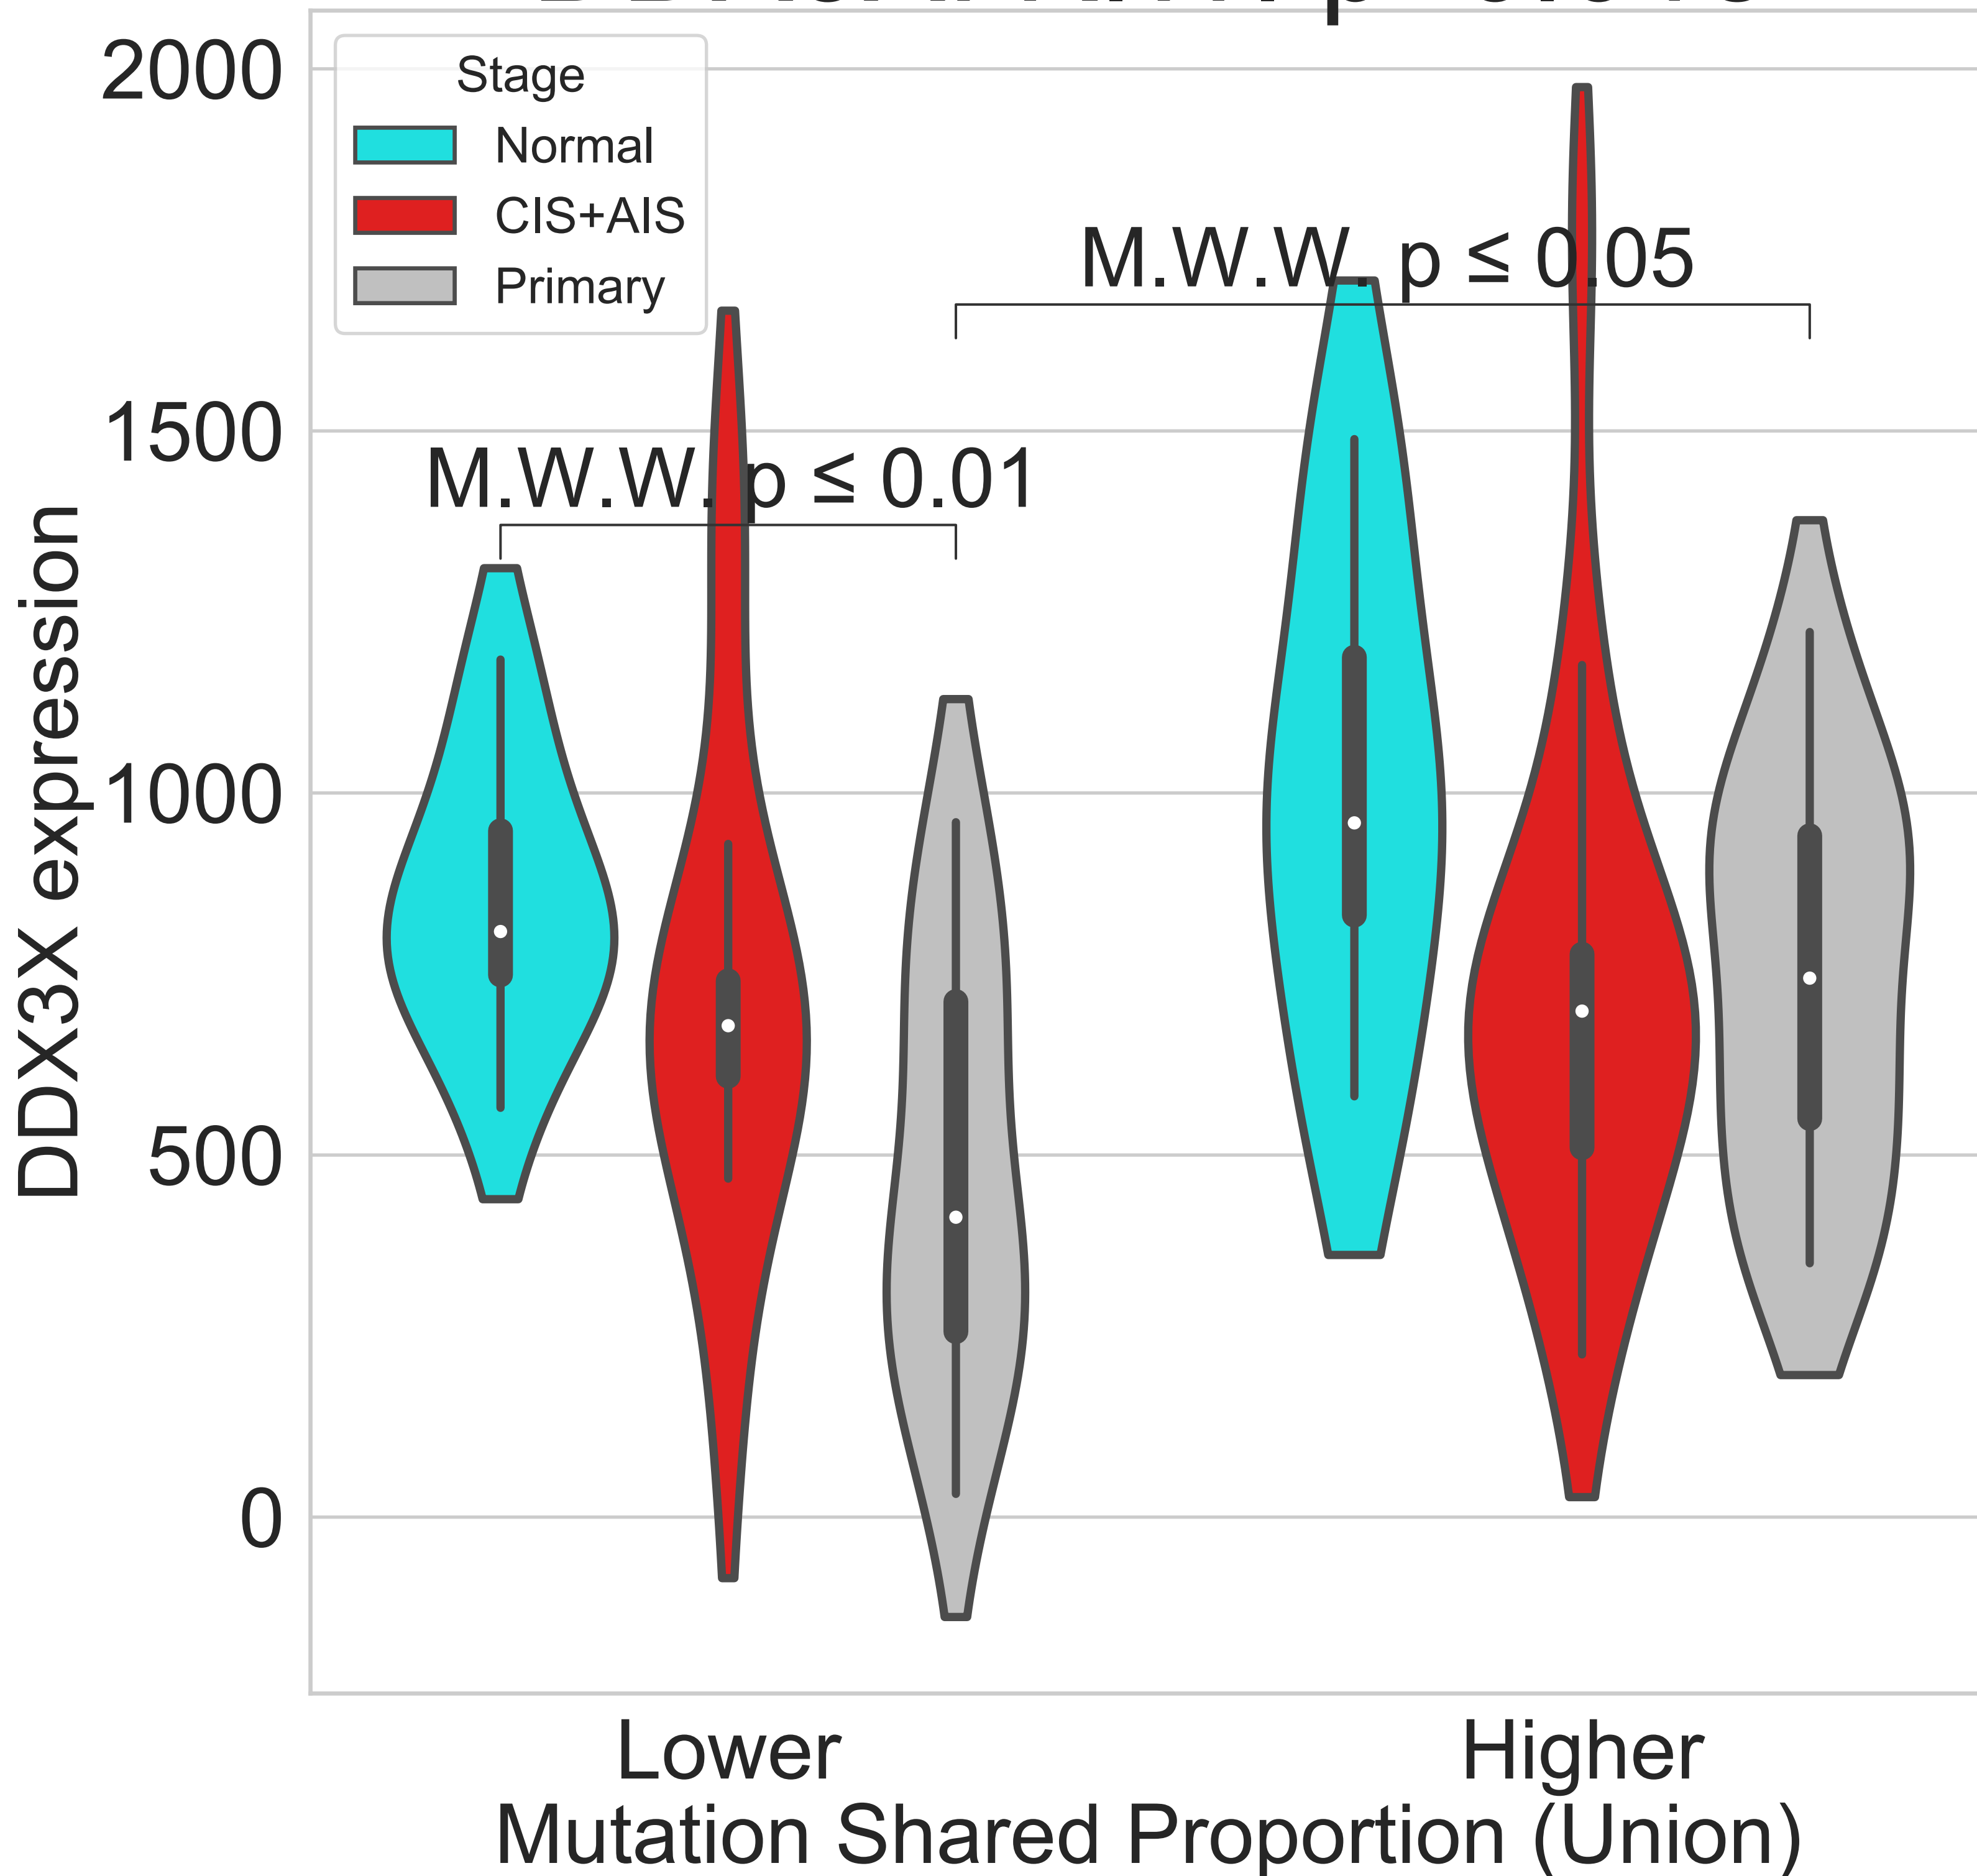 2000
Stage
Normal
CIS+AIS
Primary
M.W.W. p ≤ 0.05
1500
M.W.W. p ≤ 0.01
DDX3X expression
1000
500
0
Lower
Higher
Mutation Shared Proportion (Union)